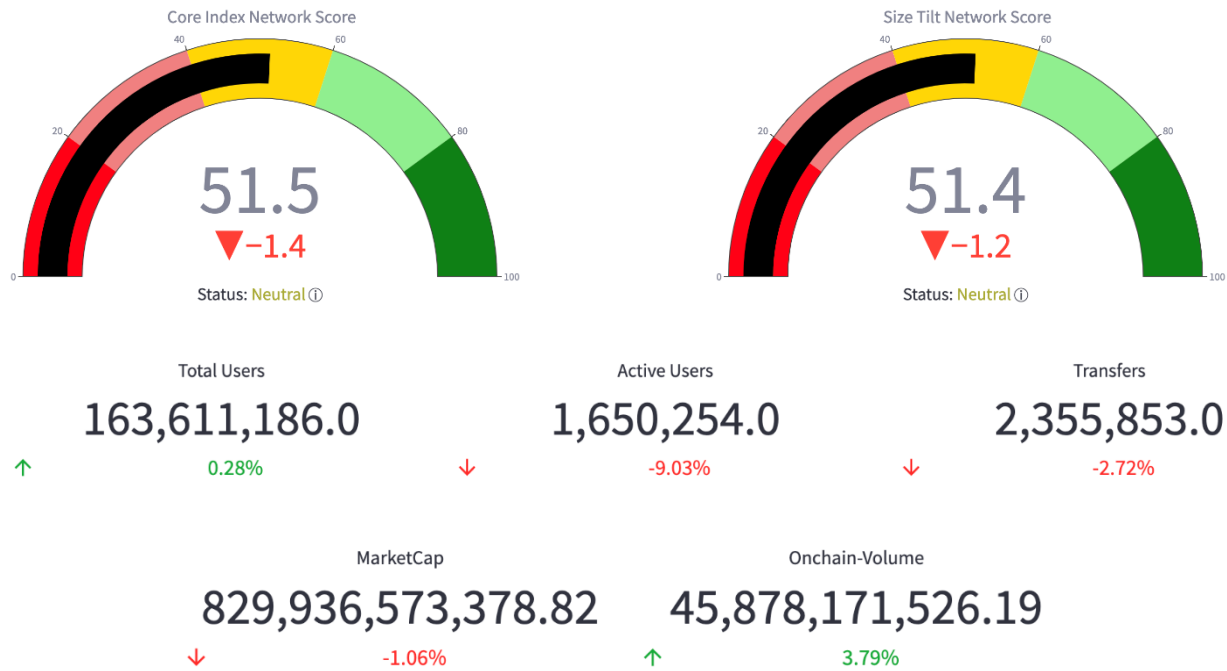 Core Index Network Score
0
20
40
60
80
100
51.5
▼−1.4
Status: Neutral ⓘ
Size Tilt Network Score
0
20
40
60
80
100
51.4
▼−1.2
Status: Neutral ⓘ
Total Users
163,611,186.0
↑ 0.28%
Active Users
1,650,254.0
↓ -9.03%
Transfers
2,355,853.0
↓ -2.72%
MarketCap
829,936,573,378.82
↓ -1.06%
Onchain-Volume
45,878,171,526.19
↑ 3.79%